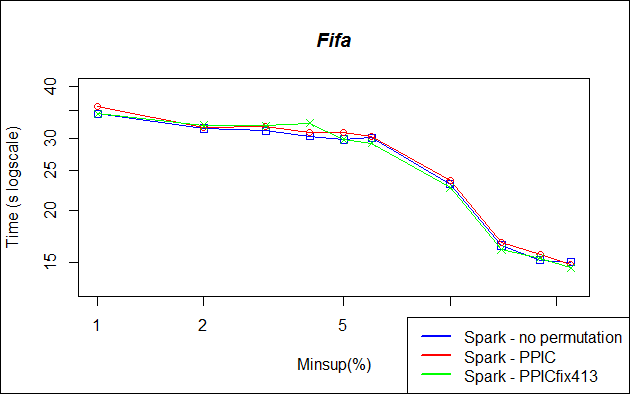 Fifa
Time (s logscale)
40
30
25
20
15
1
2
5
Minsup(%)
Spark - no permutation
Spark - PPIC
Spark - PPICfix413